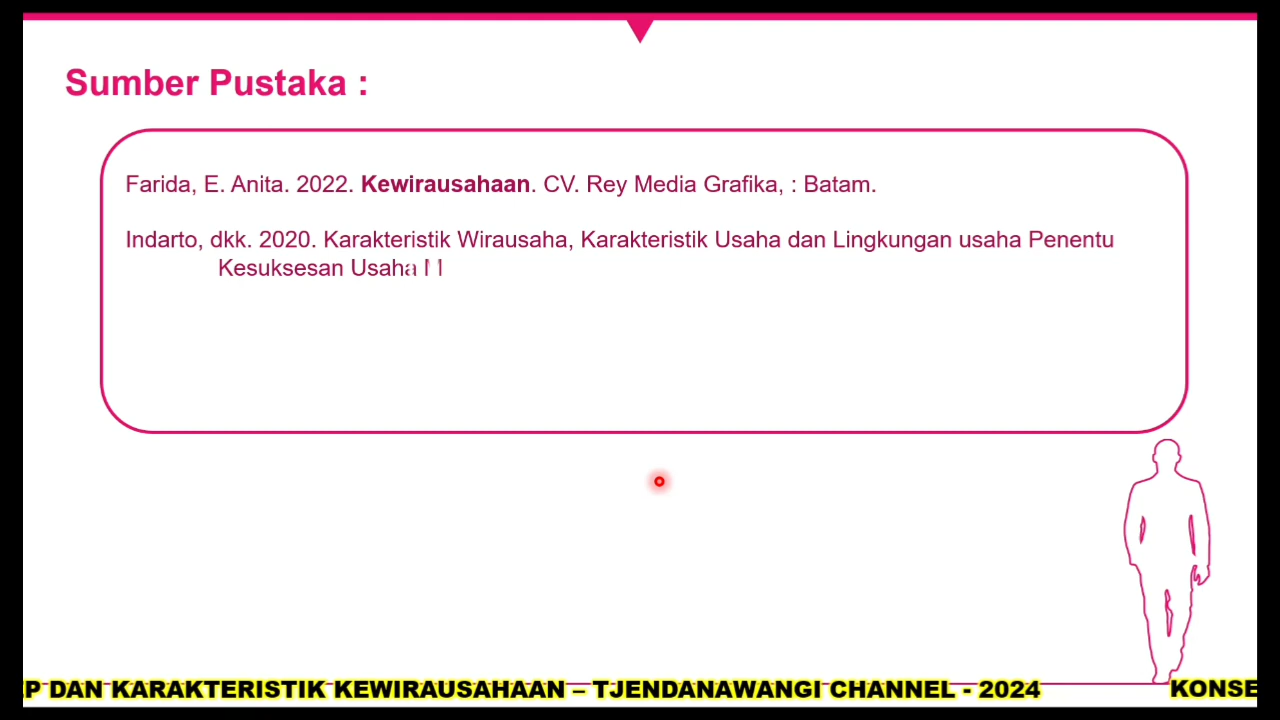 Sumber Pustaka :
Farida, E. Anita. 2022. Kewirausahaan. CV. Rey Media Grafika, : Batam.
Indarto, dkk. 2020. Karakteristik Wirausaha, Karakteristik Usaha dan Lingkungan usaha Penentu
Kesuksesan Usaha
P DAN KARAKTERISTIK KEWIRAUSAHAAN – TJENDANAWANGI CHANNEL - 2024
KONSE